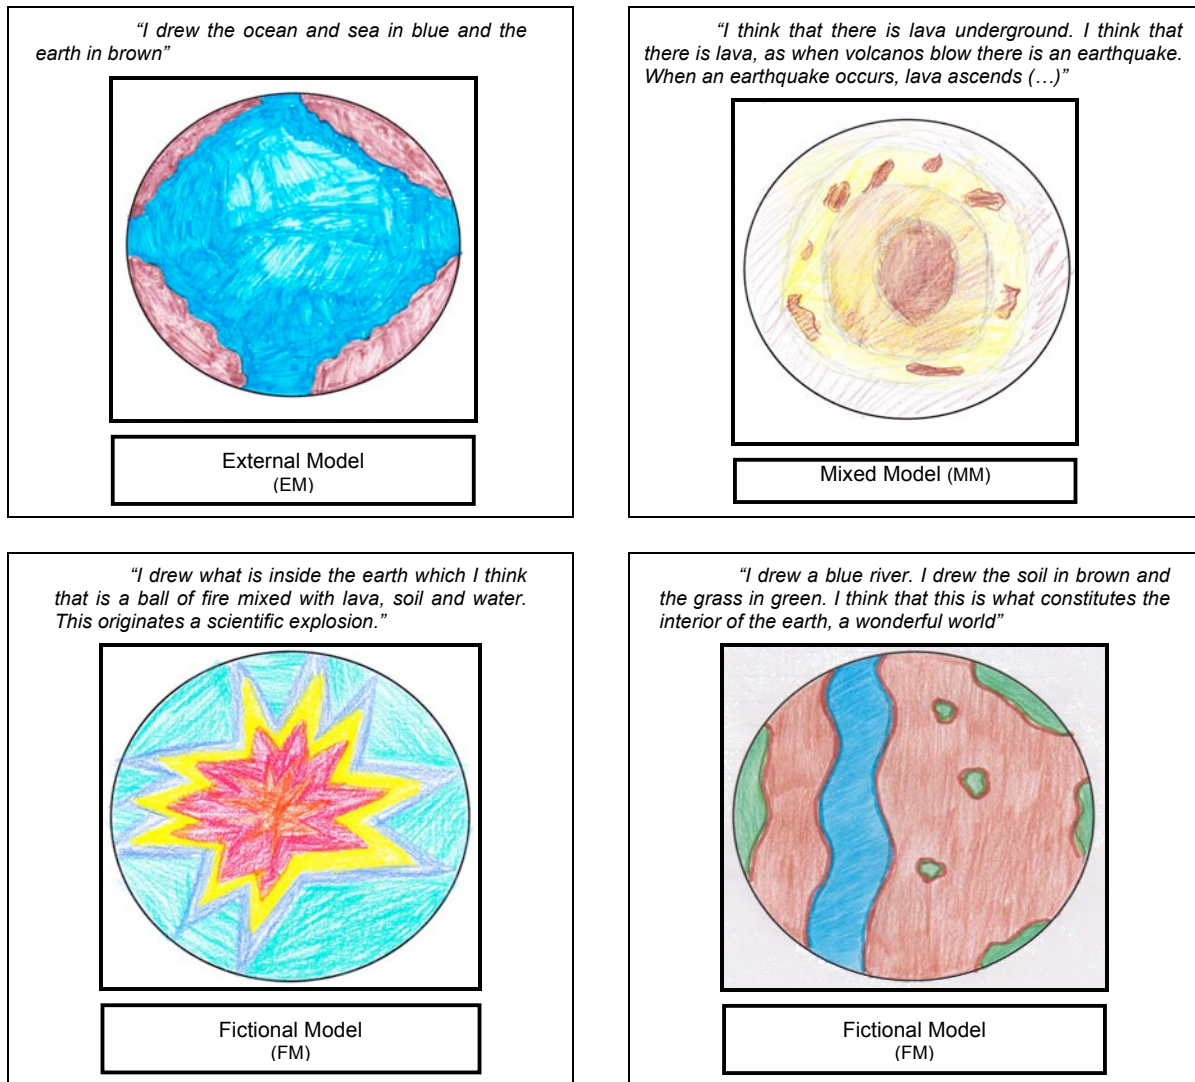 “I drew the ocean and sea in blue and the
earth in brown”
External Model
(EM)
“I think that there is lava underground. I think that
there is lava, as when volcanos blow there is an earthquake.
When an earthquake occurs, lava ascends (…)”
Mixed Model (MM)
“I drew what is inside the earth which I think
that is a ball of fire mixed with lava, soil and water.
This originates a scientific explosion.”
Fictional Model
(FM)
“I drew a blue river. I drew the soil in brown and
the grass in green. I think that this is what constitutes the
interior of the earth, a wonderful world”
Fictional Model
(FM)